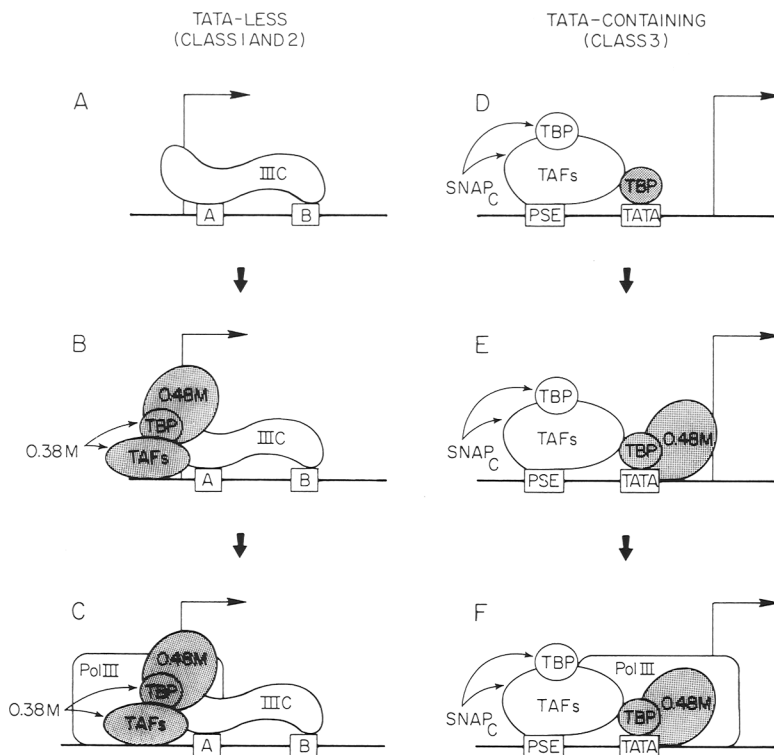 TATA-LESS
(CLASS 1 AND 2)
TATA-CONTAINING
(CLASS 3)
A
IIIC
A
B
D
TBP
TAFs
SNAPC
TBP
PSE
TATA
B
0.48M
TBP
0.38M
TAFs
IIIC
A
B
E
TBP
TAFs
SNAPC
TBP
0.48M
PSE
TATA
C
Pol III
0.48M
TBP
0.38M
TAFs
IIIC
A
B
F
TBP
Pol III
TAFs
SNAPC
TBP
0.48M
PSE
TATA